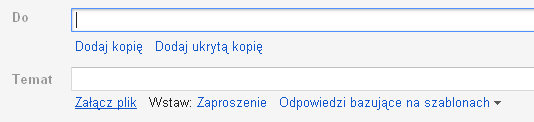 Do
Dodaj kopię Dodaj ukrytą kopię
Temat
Załącz plik Wstaw: Zaproszenie Odpowiedzi bazujące na szablonach